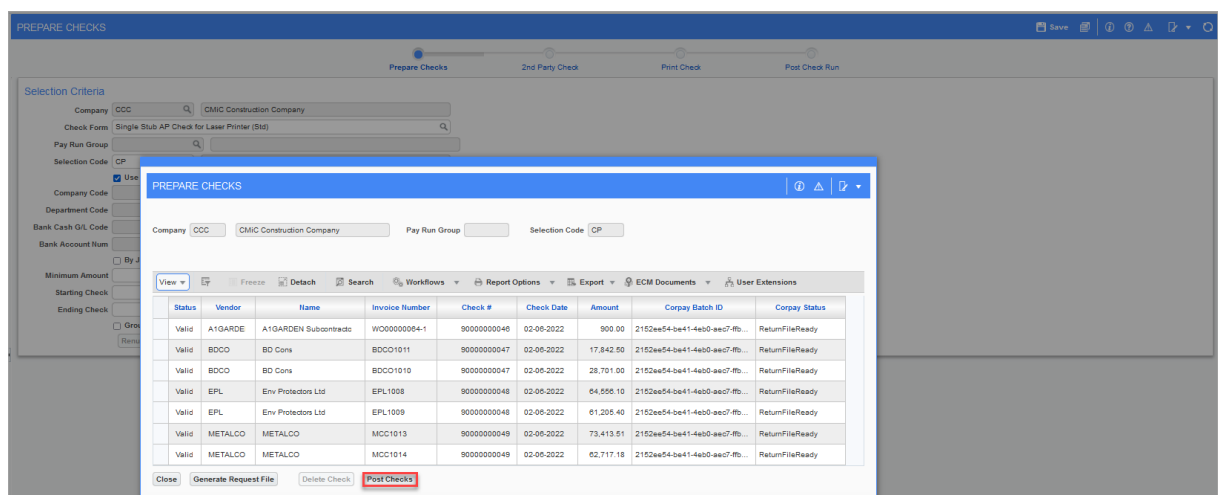 PREPARE CHECKS Save
Prepare Checks 2nd Party Check Print Check Post Check Run
Selection Criteria
Company CCC CMiC Construction Company
Check Form Single Stub AP Check for Laser Printer (Std)
Pay Run Group
Selection Code CP
Use
Company Code
Department Code
Bank Cash G/L Code
Bank Account Num
By J
Minimum Amount
Starting Check
Ending Check
Grou
PREPARE CHECKS
Company CCC CMiC Construction Company Pay Run Group Selection Code CP
View Freeze Detach Search Workflows Report Options Export ECM Documents User Extensions
Status Vendor Name Invoice Number Check # Check Date Amount Corpay Batch ID Corpay Status
Valid A1GARDE A1GARDEN Subcontracto WO00000064-1 90000000046 02-06-2022 900.00 2152ee54-be41-4eb0-aec7-ffb... ReturnFileReady
Valid BDCO BD Cons BDCO1011 90000000047 02-06-2022 17,842.50 2152ee54-be41-4eb0-aec7-ffb... ReturnFileReady
Valid BDCO BD Cons BDCO1010 90000000047 02-06-2022 28,701.00 2152ee54-be41-4eb0-aec7-ffb... ReturnFileReady
Valid EPL Env Protectors Ltd EPL1008 90000000048 02-06-2022 64,556.10 2152ee54-be41-4eb0-aec7-ffb... ReturnFileReady
Valid EPL Env Protectors Ltd EPL1009 90000000048 02-06-2022 61,205.40 2152ee54-be41-4eb0-aec7-ffb... ReturnFileReady
Valid METALCO METALCO MCC1013 90000000049 02-06-2022 73,413.51 2152ee54-be41-4eb0-aec7-ffb... ReturnFileReady
Valid METALCO METALCO MCC1014 90000000049 02-06-2022 62,717.18 2152ee54-be41-4eb0-aec7-ffb... ReturnFileReady
Close Generate Request File Delete Check Post Checks